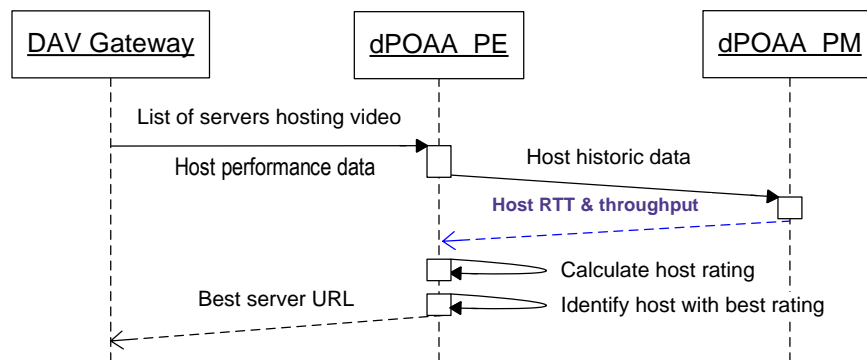 DAV Gateway
dPOAA_PE
dPOAA_PM
List of servers hosting video
Host performance data
Host historic data
Host RTT & throughput
Calculate host rating
Best server URL
Identify host with best rating